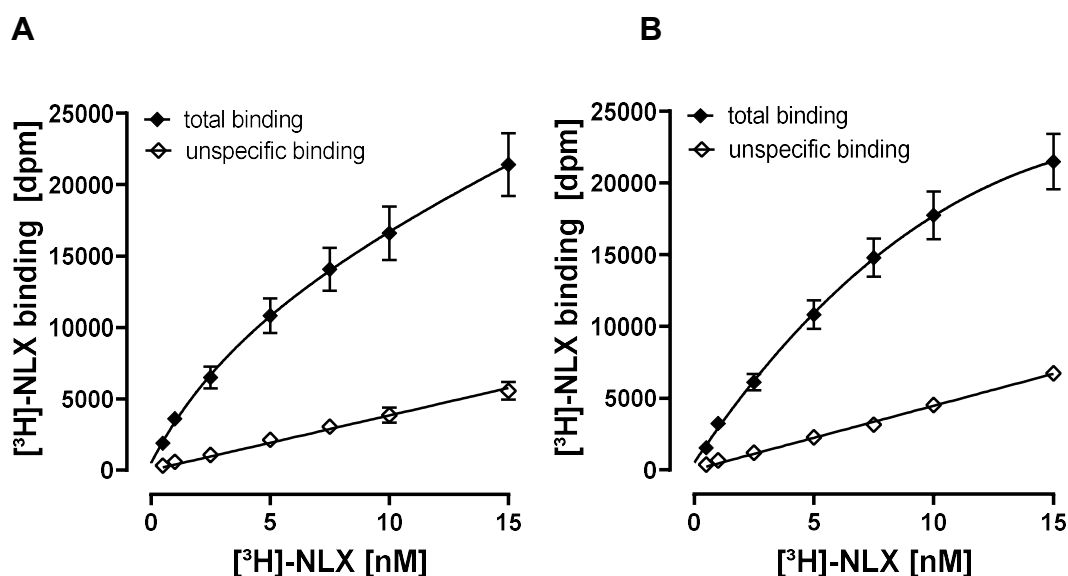 A
B
[³H]-NLX binding [dpm]
25000
20000
15000
10000
5000
0
total binding
unspecific binding
0 5 10 15
[³H]-NLX [nM]
[³H]-NLX binding [dpm]
25000
20000
15000
10000
5000
0
total binding
unspecific binding
0 5 10 15
[³H]-NLX [nM]